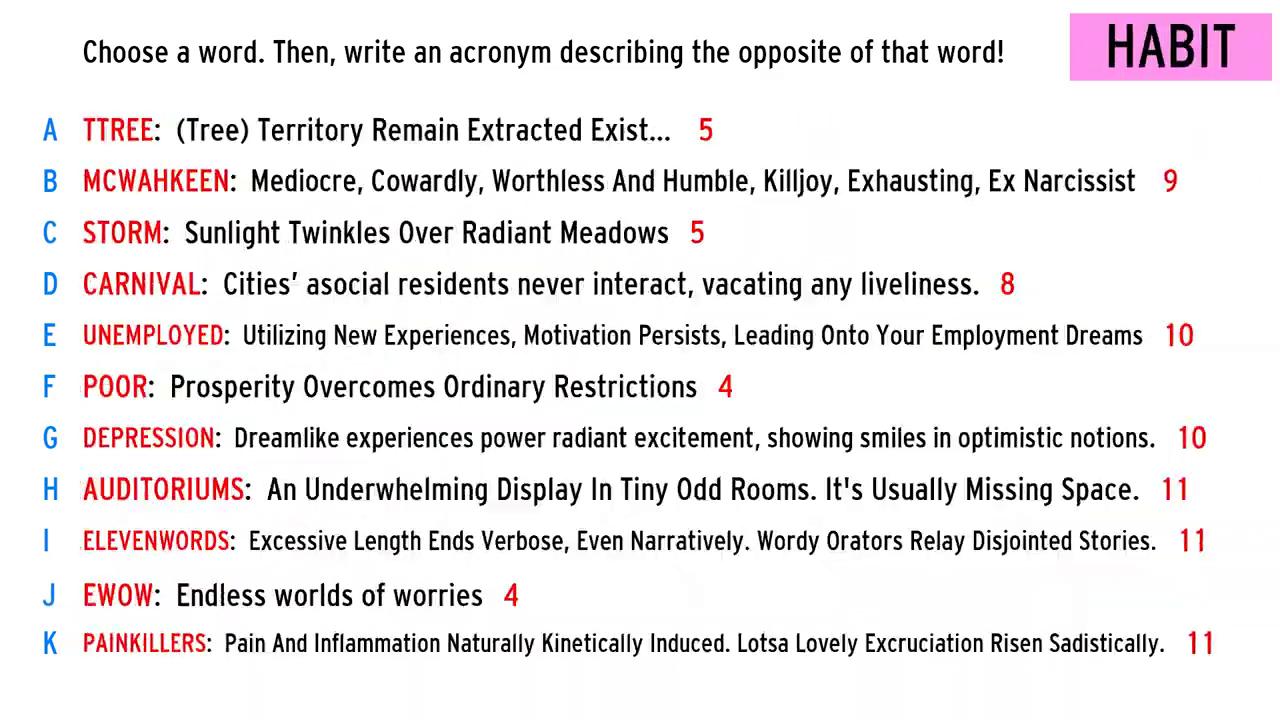 Choose a word. Then, write an acronym describing the opposite of that word!
HABIT
A TTREE: (Tree) Territory Remain Extracted Exist... 5
B MCWAHKEEN: Mediocre, Cowardly, Worthless And Humble, Killjoy, Exhausting, Ex Narcissist 9
C STORM: Sunlight Twinkles Over Radiant Meadows 5
D CARNIVAL: Cities’ asocial residents never interact, vacating any liveliness. 8
E UNEMPLOYED: Utilizing New Experiences, Motivation Persists, Leading Onto Your Employment Dreams 10
F POOR: Prosperity Overcomes Ordinary Restrictions 4
G DEPRESSION: Dreamlike experiences power radiant excitement, showing smiles in optimistic notions. 10
H AUDITORIUMS: An Underwhelming Display In Tiny Odd Rooms. It's Usually Missing Space. 11
I ELEVENWORDS: Excessive Length Ends Verbose, Even Narratively. Wordy Orators Relay Disjointed Stories. 11
J EWOW: Endless worlds of worries 4
K PAINKILLERS: Pain And Inflammation Naturally Kinetically Induced. Lotsa Lovely Excruciation Risen Sadistically. 11